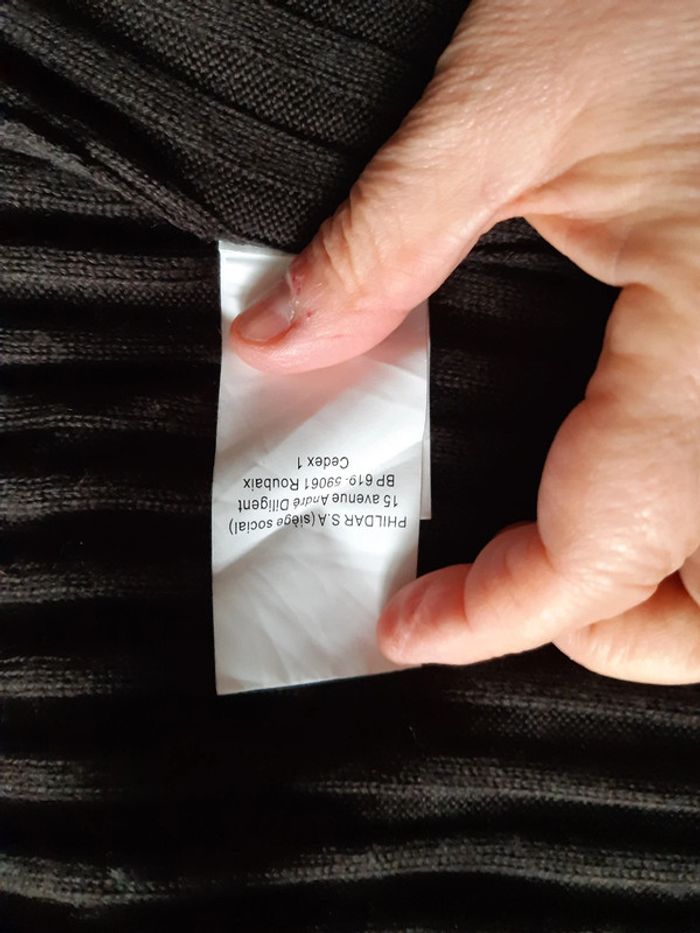 PHILDAR S.A (siège social)
15 avenue André Diligent
BP 619 - 59061 Roubaix
Cedex 1